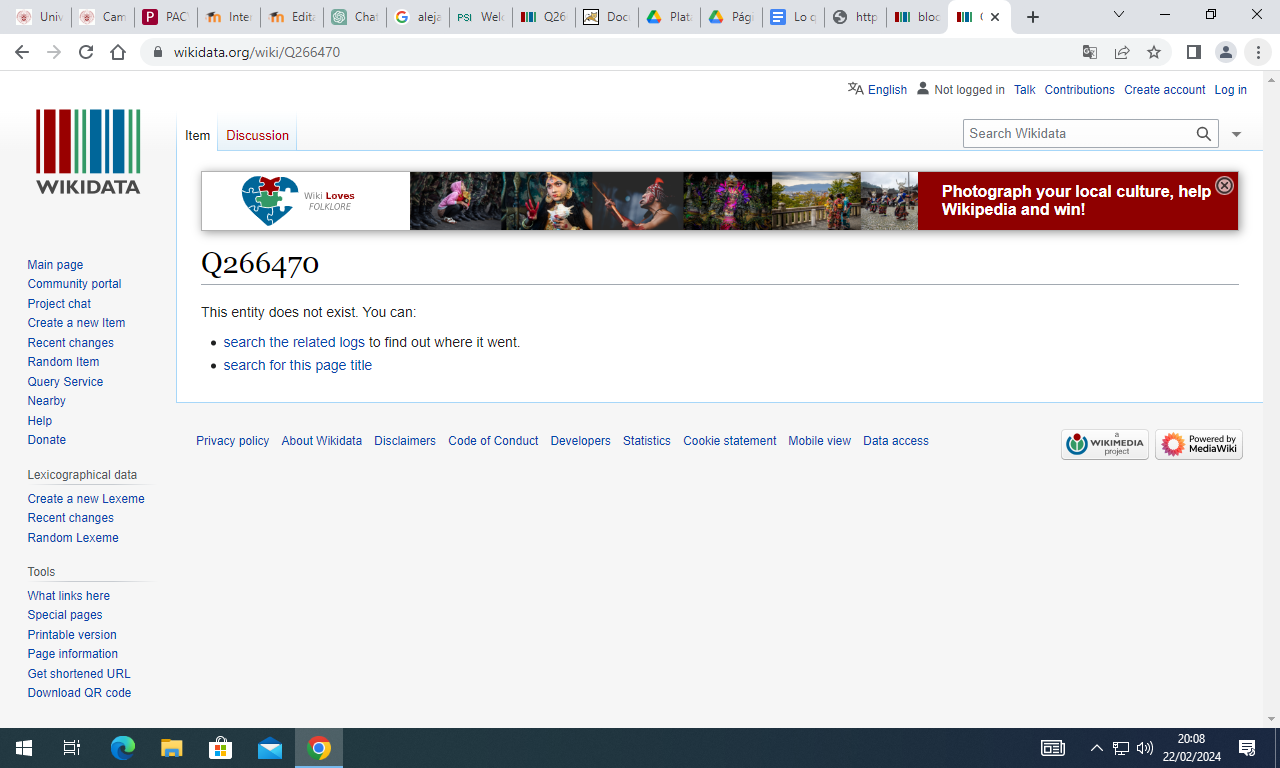 Univ
Cam
PAC
Inter
Edita
Chat
aleja
PSI Welc
Q26
Doc
Plata
Pági
Lo q
http
bloc
wikidata.org/wiki/Q266470
English Not logged in Talk Contributions Create account Log in
WIKIDATA
Item Discussion
Search Wikidata
Wiki Loves
FOLKLORE
Photograph your local culture, help
Wikipedia and win!
Q266470
This entity does not exist. You can:
search the related logs to find out where it went.
search for this page title
Main page
Community portal
Project chat
Create a new Item
Recent changes
Random Item
Query Service
Nearby
Help
Donate
Lexicographical data
Create a new Lexeme
Recent changes
Random Lexeme
Tools
What links here
Special pages
Printable version
Page information
Get shortened URL
Download QR code
Privacy policy About Wikidata Disclaimers Code of Conduct Developers Statistics Cookie statement Mobile view Data access
a
WIKIMEDIA
project
Powered by
MediaWiki
20:08
22/02/2024